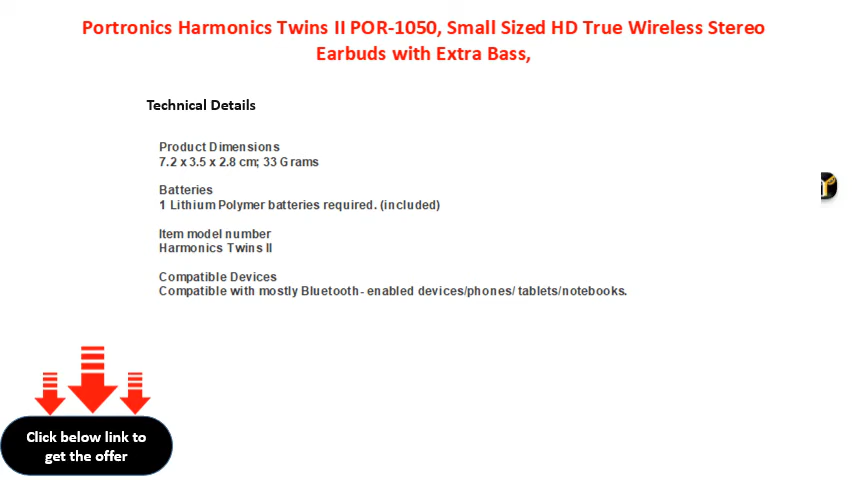 Portronics Harmonics Twins II POR-1050, Small Sized HD True Wireless Stereo
Earbuds with Extra Bass,
Technical Details
Product Dimensions
7.2 x 3.5 x 2.8 cm; 33 Grams
Batteries
1 Lithium Polymer batteries required. (included)
Item model number
Harmonics Twins II
Compatible Devices
Compatible with mostly Bluetooth- enabled devices/phones/ tablets/notebooks.
Click below link to
get the offer